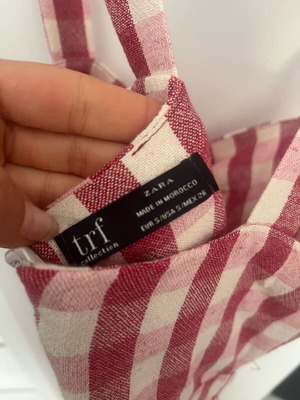 trf
collection
ZARA
MADE IN MOROCCO
EUR S/USA S/MEX 26